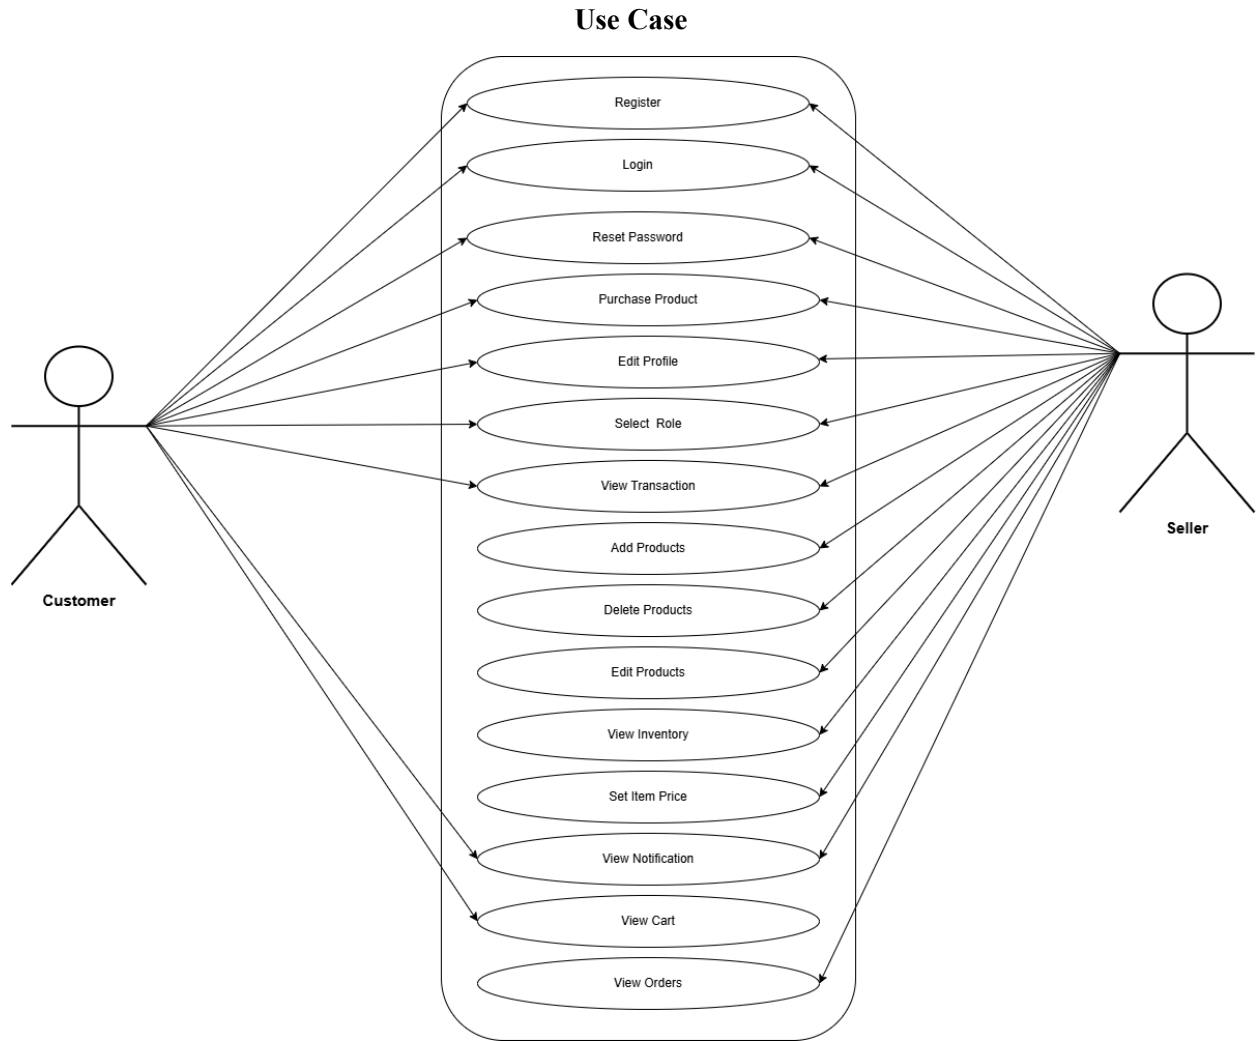 Use Case
Register
Login
Reset Password
Purchase Product
Edit Profile
Select  Role
View Transaction
Add Products
Delete Products
Edit Products
View Inventory
Set Item Price
View Notification
View Cart
View Orders
Customer
Seller